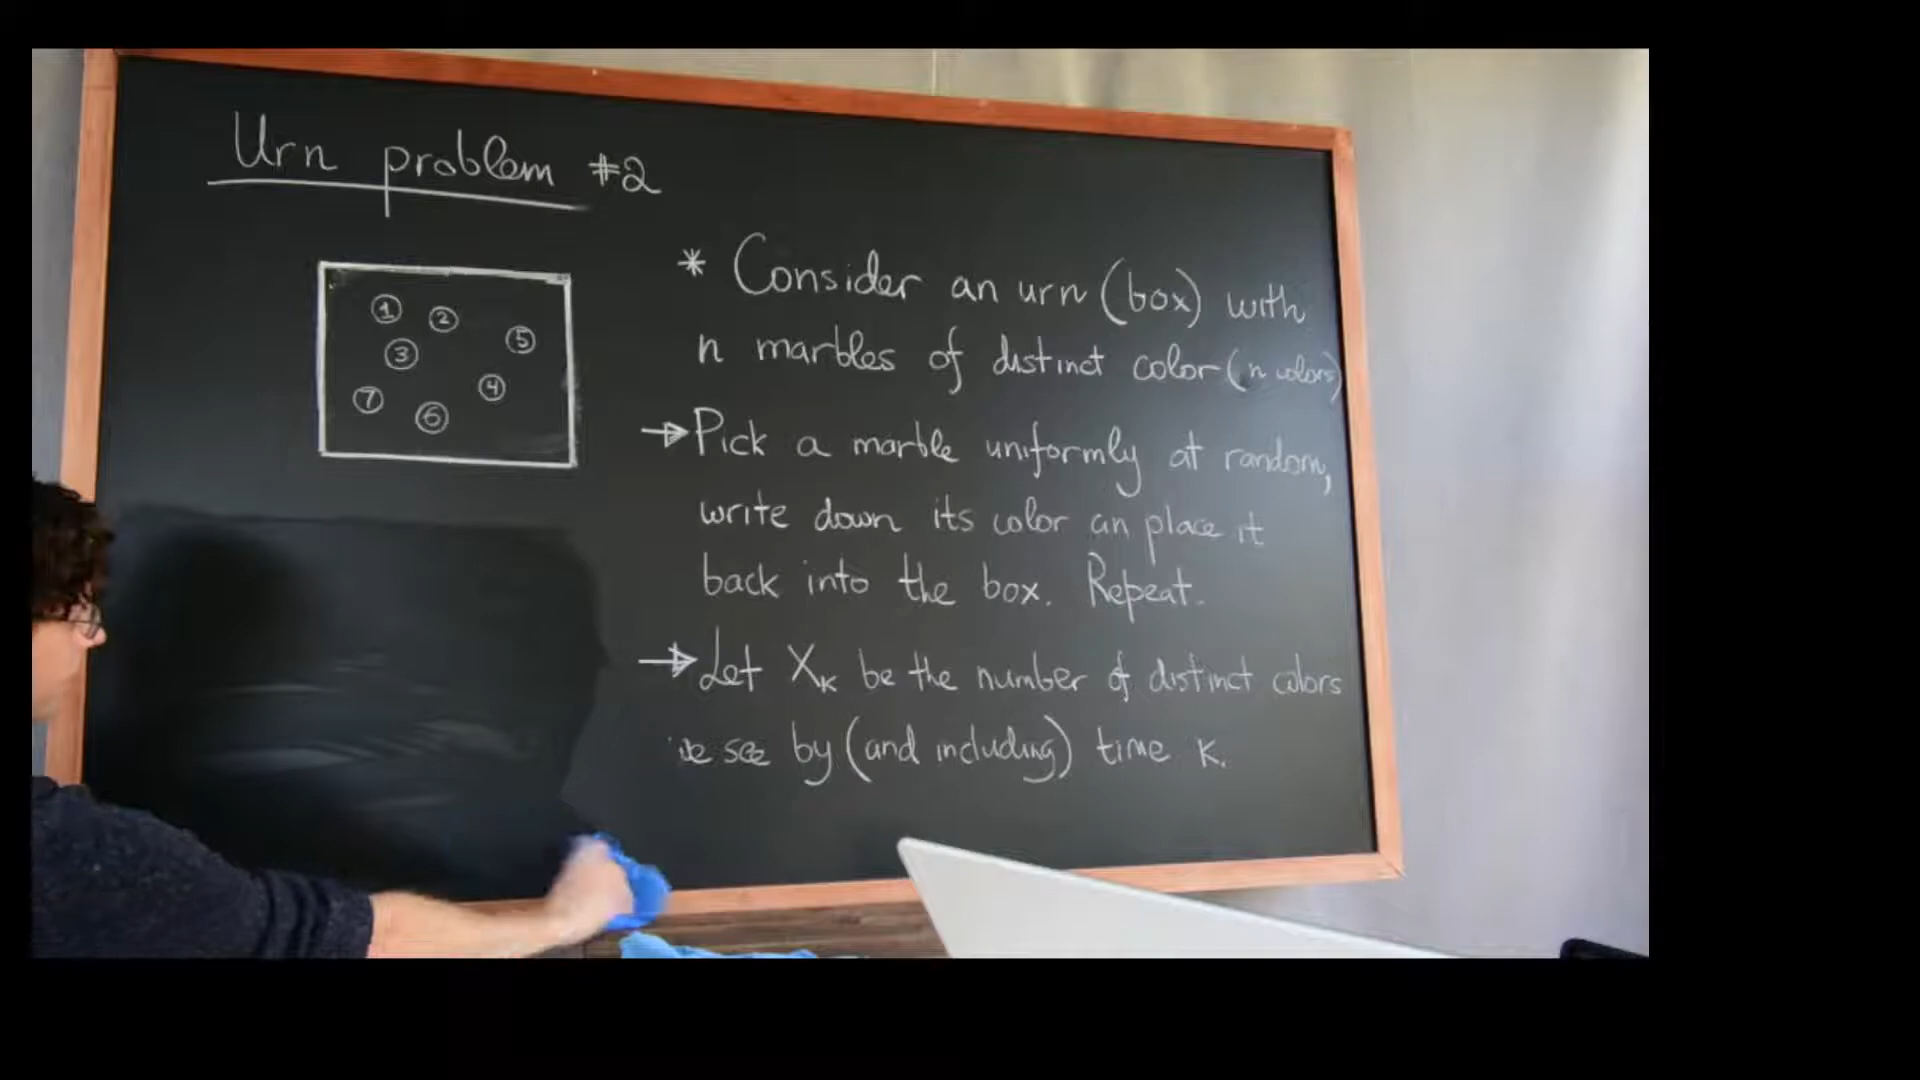 Urn problem #2
1 2 5
3
4
7 6
* Consider an urn (box) with
n marbles of distinct color (n colors)
→ Pick a marble uniformly at random,
write down its color an place it
back into the box. Repeat.
→ Let Xₖ be the number of distinct colors
we see by (and including) time k.